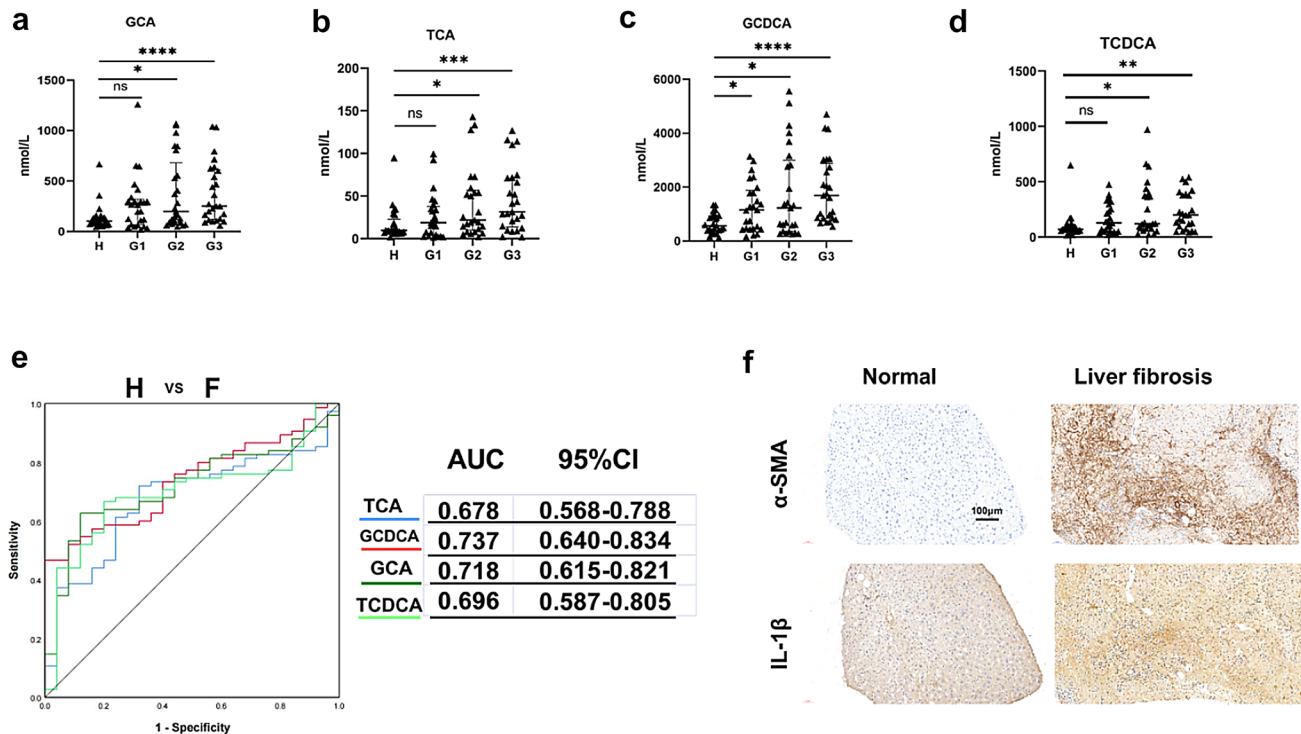 a
GCA
****
*
ns
1500
1000
500
0
nmol/L
H G1 G2 G3
b
TCA
***
*
ns
200
150
100
50
0
nmol/L
H G1 G2 G3
c
GCDCA
****
*
*
6000
4000
2000
0
nmol/L
H G1 G2 G3
d
TCDCA
**
*
ns
1500
1000
500
0
nmol/L
H G1 G2 G3
e
H vs F
1.0
0.8
0.6
0.4
0.2
0.0
Sensitivity
0.0 0.2 0.4 0.6 0.8 1.0
1 - Specificity
AUC 95%CI
TCA 0.678 0.568-0.788
GCDCA 0.737 0.640-0.834
GCA 0.718 0.615-0.821
TCDCA 0.696 0.587-0.805
f
Normal Liver fibrosis
α-SMA
100μm
IL-1β